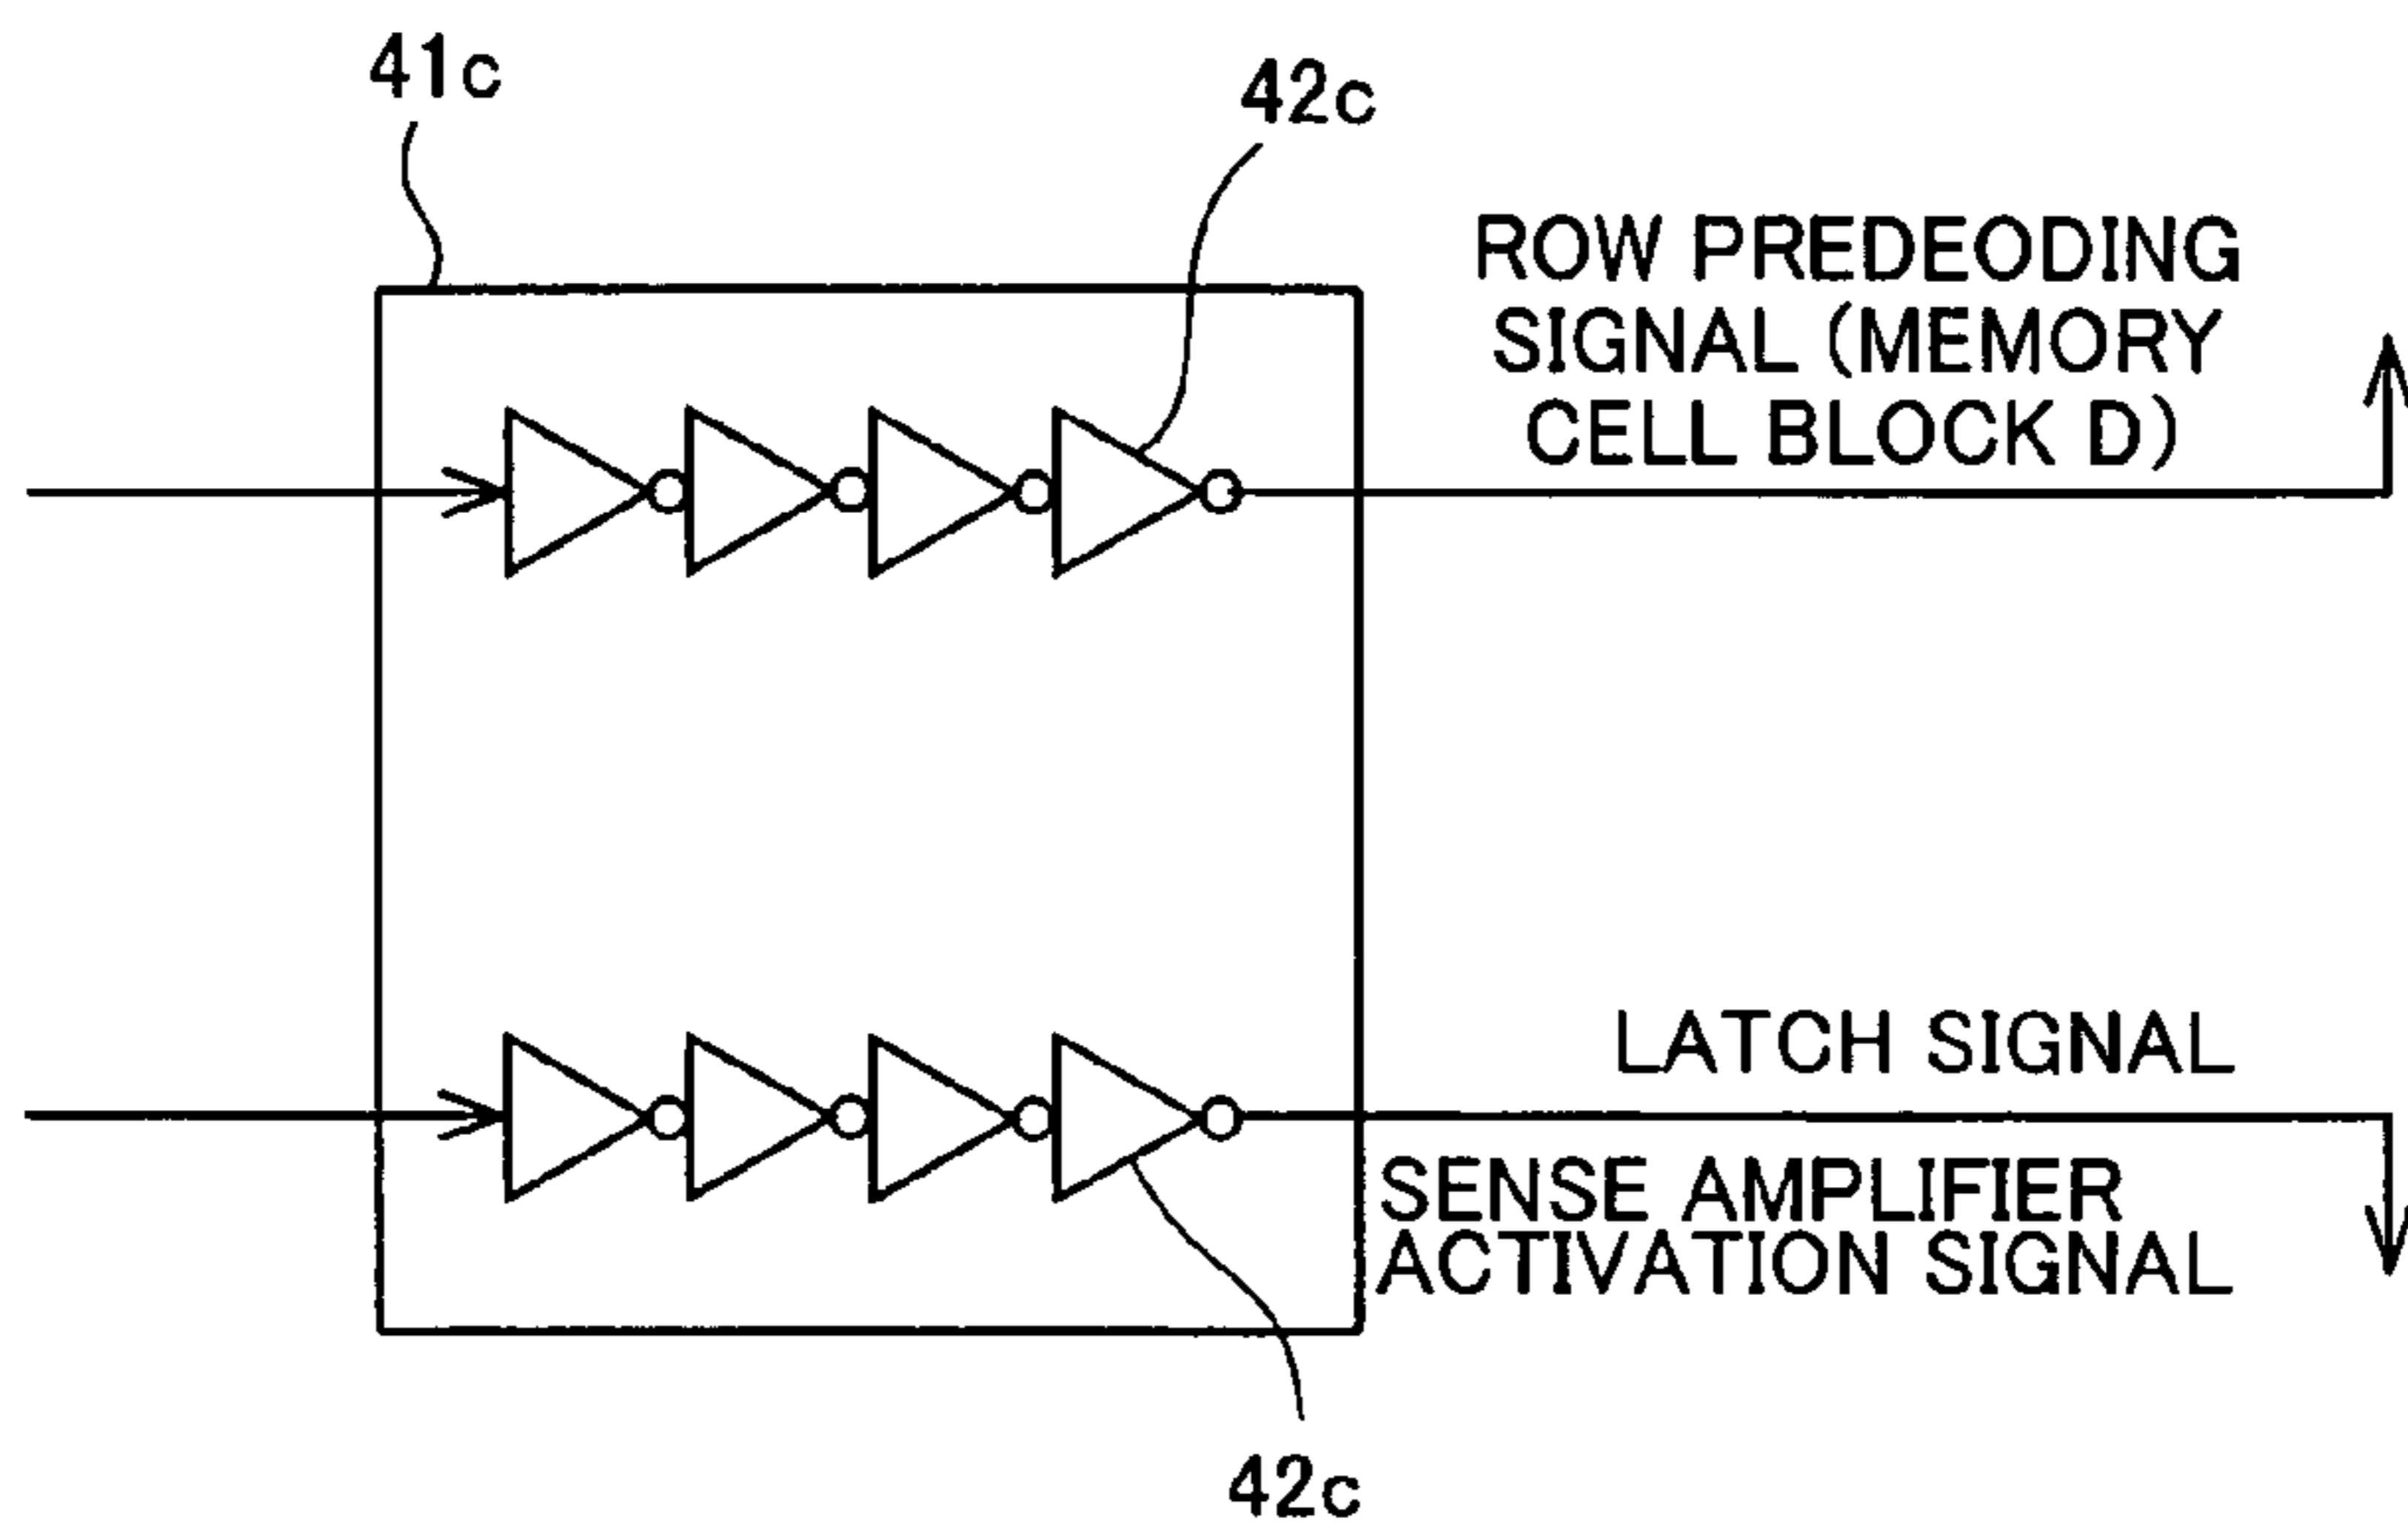 41c
42c
ROW PREDEODING
SIGNAL (MEMORY
CELL BLOCK D)
LATCH SIGNAL
SENSE AMPLIFIER
ACTIVATION SIGNAL
42c